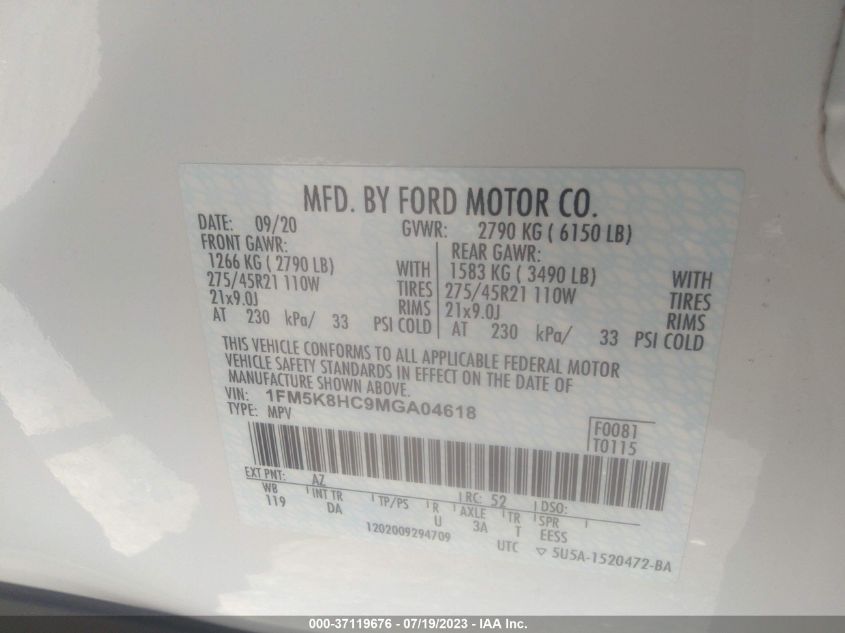 MFD. BY FORD MOTOR CO.
DATE: 09/20 GVWR: 2790 KG ( 6150 LB)
FRONT GAWR: REAR GAWR:
1266 KG ( 2790 LB) WITH 1583 KG ( 3490 LB) WITH
275/45R21 110W TIRES 275/45R21 110W TIRES
21x9.0J RIMS 21x9.0J RIMS
AT 230 kPa/ 33 PSI COLD AT 230 kPa/ 33 PSI COLD
THIS VEHICLE CONFORMS TO ALL APPLICABLE FEDERAL MOTOR
VEHICLE SAFETY STANDARDS IN EFFECT ON THE DATE OF
MANUFACTURE SHOWN ABOVE.
VIN: 1FM5K8HC9MGA04618
TYPE: MPV
F0081
T0115
EXT PNT: AZ RC: 52 DSO:
WB INT TR TP/PS R AXLE TR SPR
119 DA U 3A T EESS
1202009294709 UTC ▽ 5U5A-1520472-BA
000-37119676 - 07/19/2023 - IAA Inc.